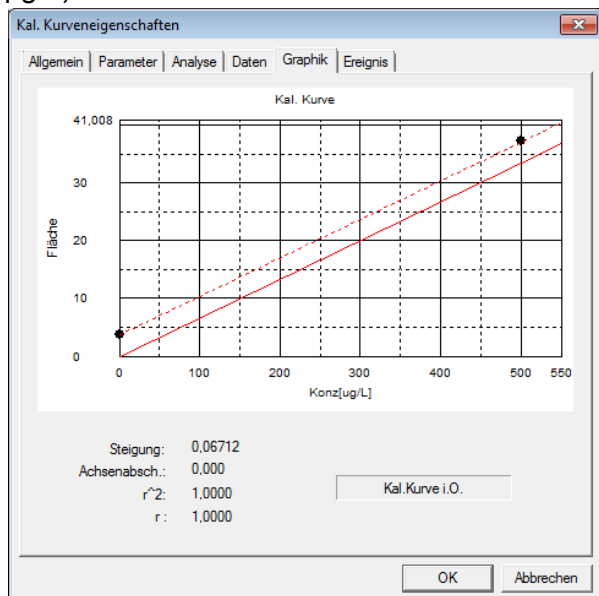 Kal. Kurveneigenschaften
Allgemein Parameter Analyse Daten Graphik Ereignis
Kal. Kurve
41,008
30
20
10
0
Fläche
0 100 200 300 400 500 550
Konz[ug/L]
Steigung: 0,06712
Achsenabsch.: 0,000
r^2: 1,0000
r : 1,0000
Kal.Kurve i.O.
OK Abbrechen